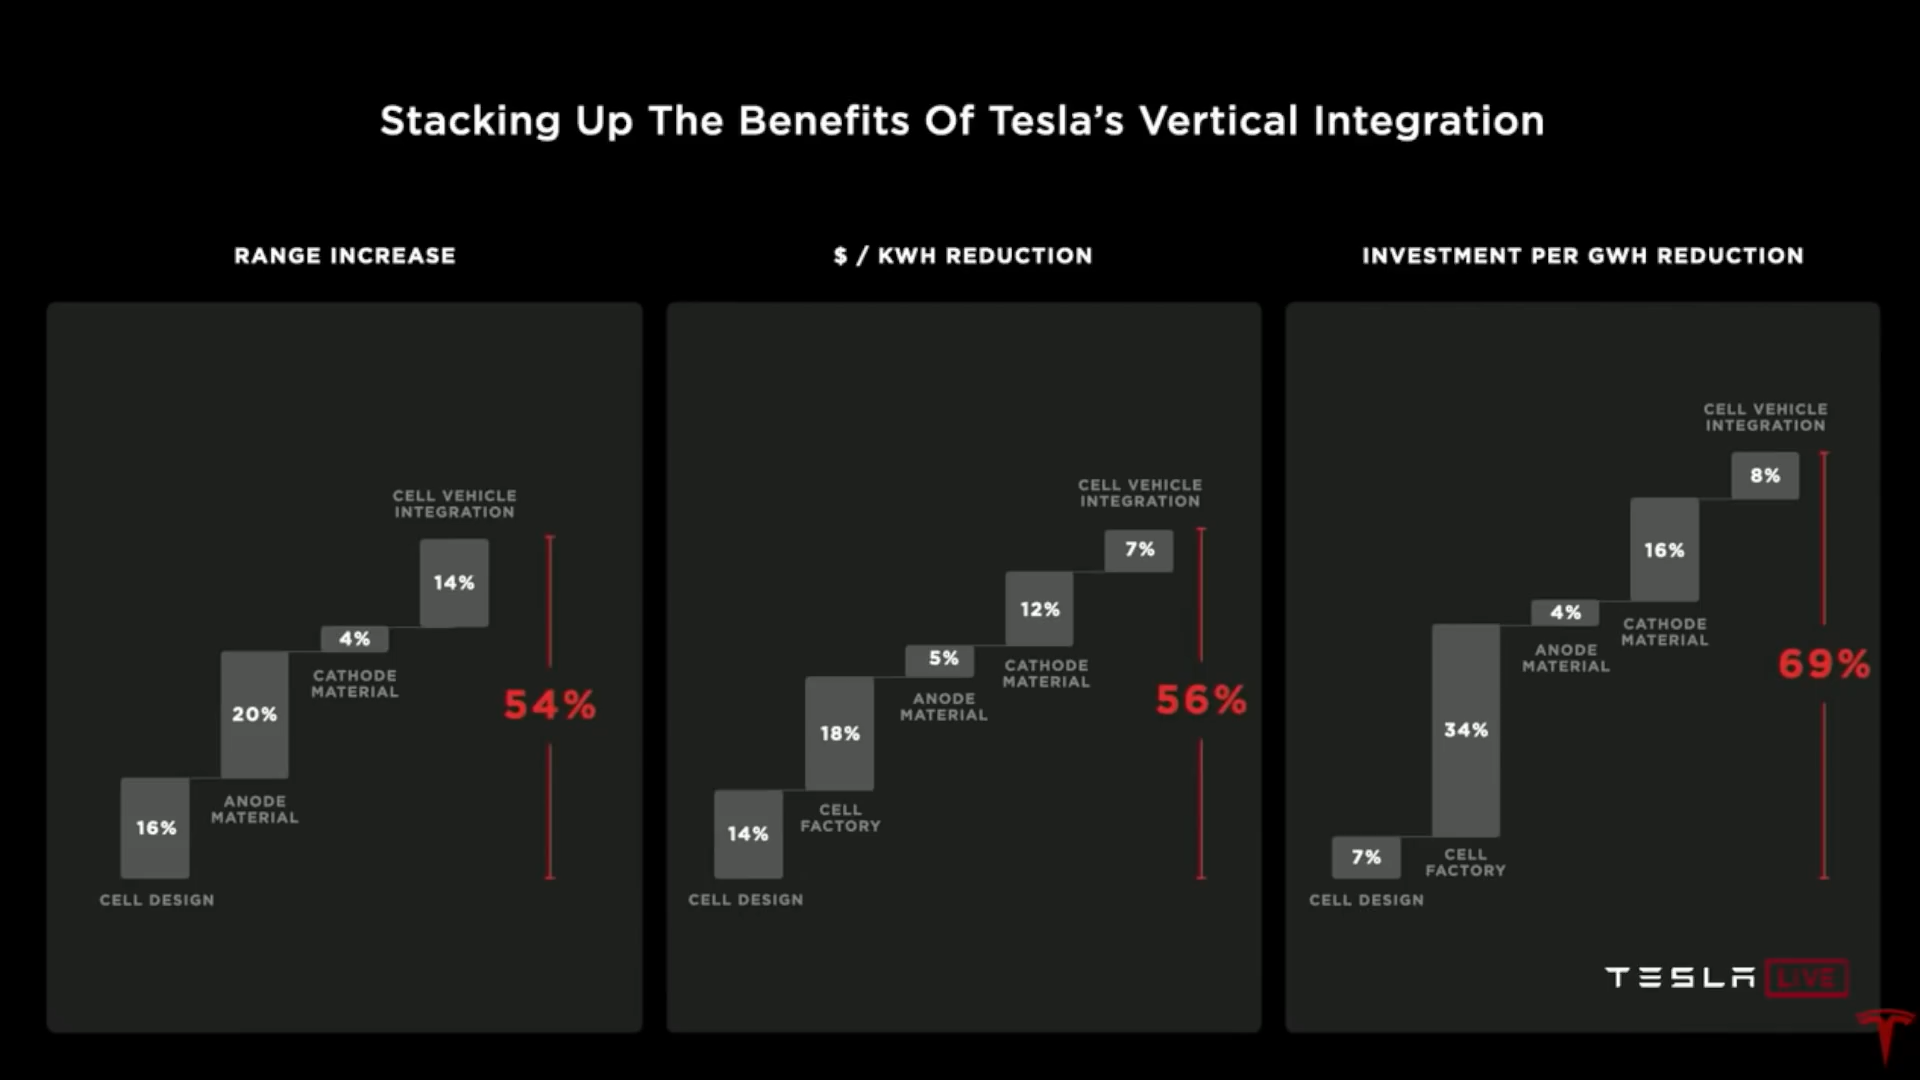 Stacking Up The Benefits Of Tesla's Vertical Integration
RANGE INCREASE
CELL VEHICLE
INTEGRATION
14%
4%
CATHODE
MATERIAL
20%
ANODE
MATERIAL
16%
CELL DESIGN
54%
$ / KWH REDUCTION
CELL VEHICLE
INTEGRATION
7%
12%
CATHODE
MATERIAL
5%
ANODE
MATERIAL
18%
CELL
FACTORY
14%
CELL DESIGN
56%
INVESTMENT PER GWH REDUCTION
CELL VEHICLE
INTEGRATION
8%
16%
CATHODE
MATERIAL
4%
ANODE
MATERIAL
34%
CELL
FACTORY
7%
CELL DESIGN
69%
TESLA LIVE